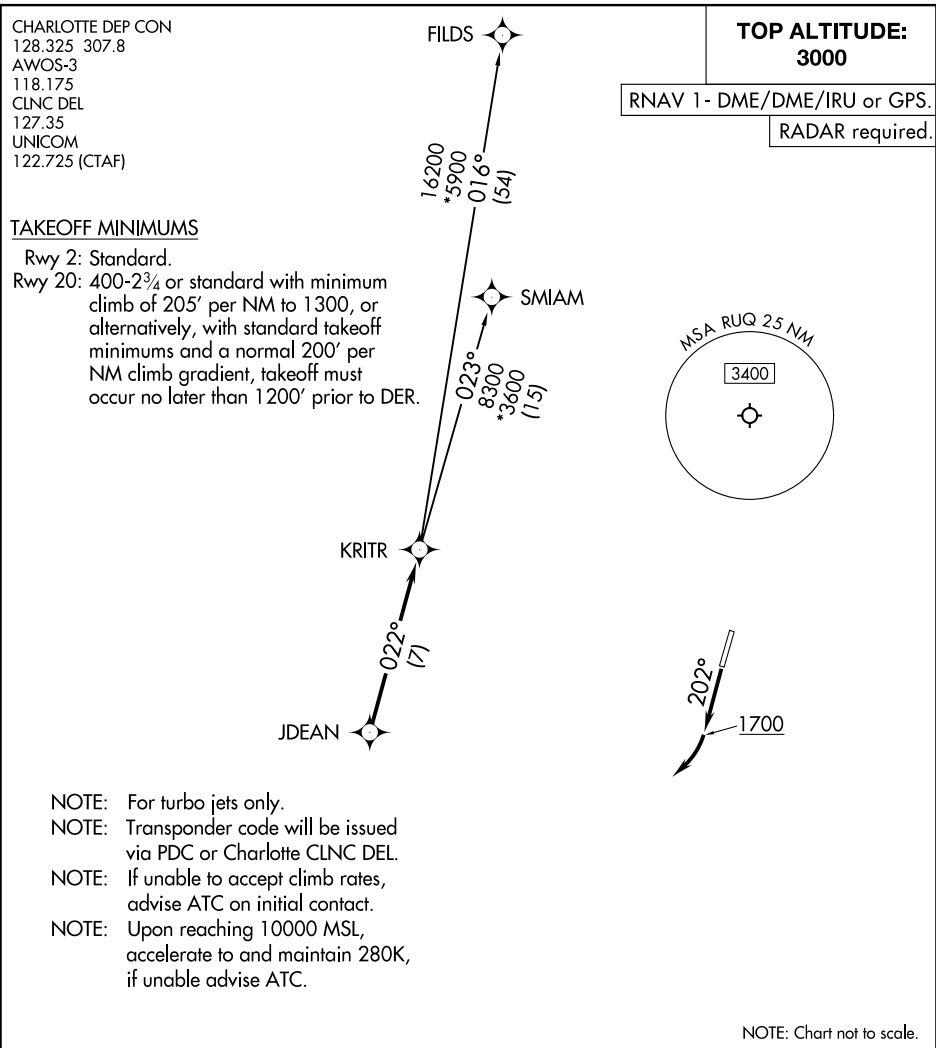 CHARLOTTE DEP CON
128.325 307.8
AWOS-3
118.175
CLNC DEL
127.35
UNICOM
122.725 (CTAF)
TOP ALTITUDE:
3000
RNAV 1- DME/DME/IRU or GPS.
RADAR required.
TAKEOFF MINIMUMS
Rwy 2: Standard.
Rwy 20: 400-2¾ or standard with minimum
climb of 205' per NM to 1300, or
alternatively, with standard takeoff
minimums and a normal 200' per
NM climb gradient, takeoff must
occur no later than 1200' prior to DER.
FILDS
16200
*5900
016°
(54)
SMIAM
023°
8300
*3600
(15)
MSA RUQ 25 NM
3400
KRITR
022°
(7)
JDEAN
202°
1700
NOTE: For turbo jets only.
NOTE: Transponder code will be issued
via PDC or Charlotte CLNC DEL.
NOTE: If unable to accept climb rates,
advise ATC on initial contact.
NOTE: Upon reaching 10000 MSL,
accelerate to and maintain 280K,
if unable advise ATC.
NOTE: Chart not to scale.